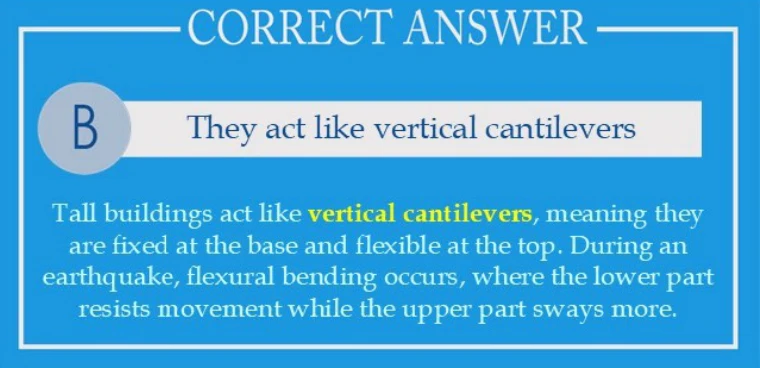 CORRECT ANSWER
B
They act like vertical cantilevers
Tall buildings act like vertical cantilevers, meaning they
are fixed at the base and flexible at the top. During an
earthquake, flexural bending occurs, where the lower part
resists movement while the upper part sways more.